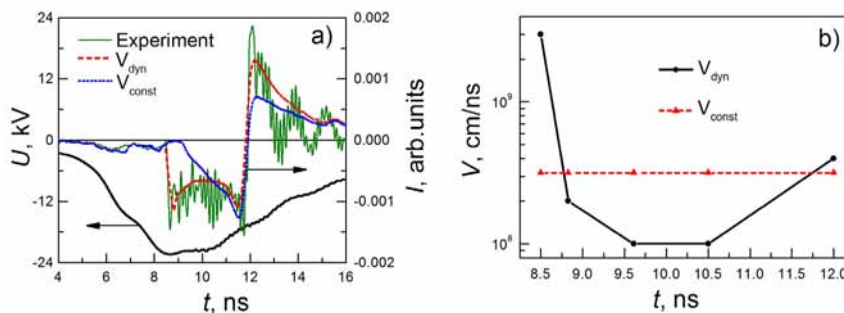 a)
Experiment
V_dyn
V_const
24
12
0
-12
-24
U, kV
0.002
0.001
0.000
-0.001
-0.002
I, arb.units
4 6 8 10 12 14 16
t, ns
b)
V_dyn
V_const
10^9
10^8
V, cm/ns
8.5 9.0 9.5 10.0 10.5 11.0 11.5 12.0
t, ns